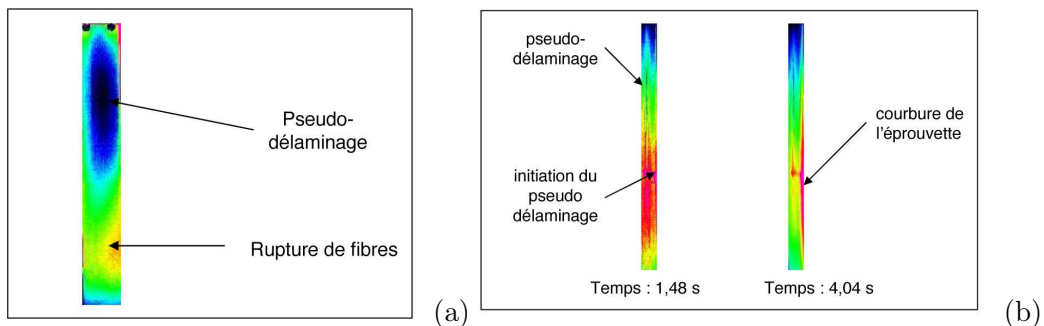 Pseudo-
délaminage
Rupture de fibres
(a)
pseudo-
délaminage
initiation du
pseudo
délaminage
courbure de
l'éprouvette
Temps : 1,48 s
Temps : 4,04 s
(b)